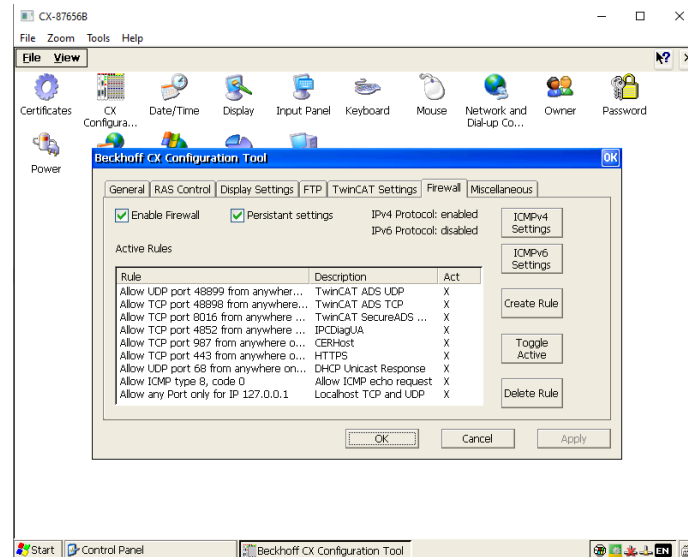 CX-87656B
File Zoom Tools Help
File View
Certificates
CX Configura...
Date/Time
Display
Input Panel
Keyboard
Mouse
Network and Dial-up Co...
Owner
Password
Power
Beckhoff CX Configuration Tool
OK
General RAS Control Display Settings FTP TwinCAT Settings Firewall Miscellaneous
Enable Firewall Persistant settings IPv4 Protocol: enabled
IPv6 Protocol: disabled
ICMPv4 Settings
ICMPv6 Settings
Create Rule
Toggle Active
Delete Rule
Active Rules
Rule Description Act
Allow UDP port 48899 from anywher... TwinCAT ADS UDP X
Allow TCP port 48898 from anywhere... TwinCAT ADS TCP X
Allow TCP port 8016 from anywhere ... TwinCAT SecureADS ... X
Allow TCP port 4852 from anywhere ... IPCDiagUA X
Allow TCP port 987 from anywhere o... CERHost X
Allow TCP port 443 from anywhere o... HTTPS X
Allow UDP port 68 from anywhere on... DHCP Unicast Response X
Allow ICMP type 8, code 0 Allow ICMP echo request X
Allow any Port only for IP 127.0.0.1 Localhost TCP and UDP X
OK Cancel Apply
Start Control Panel Beckhoff CX Configuration Tool EN